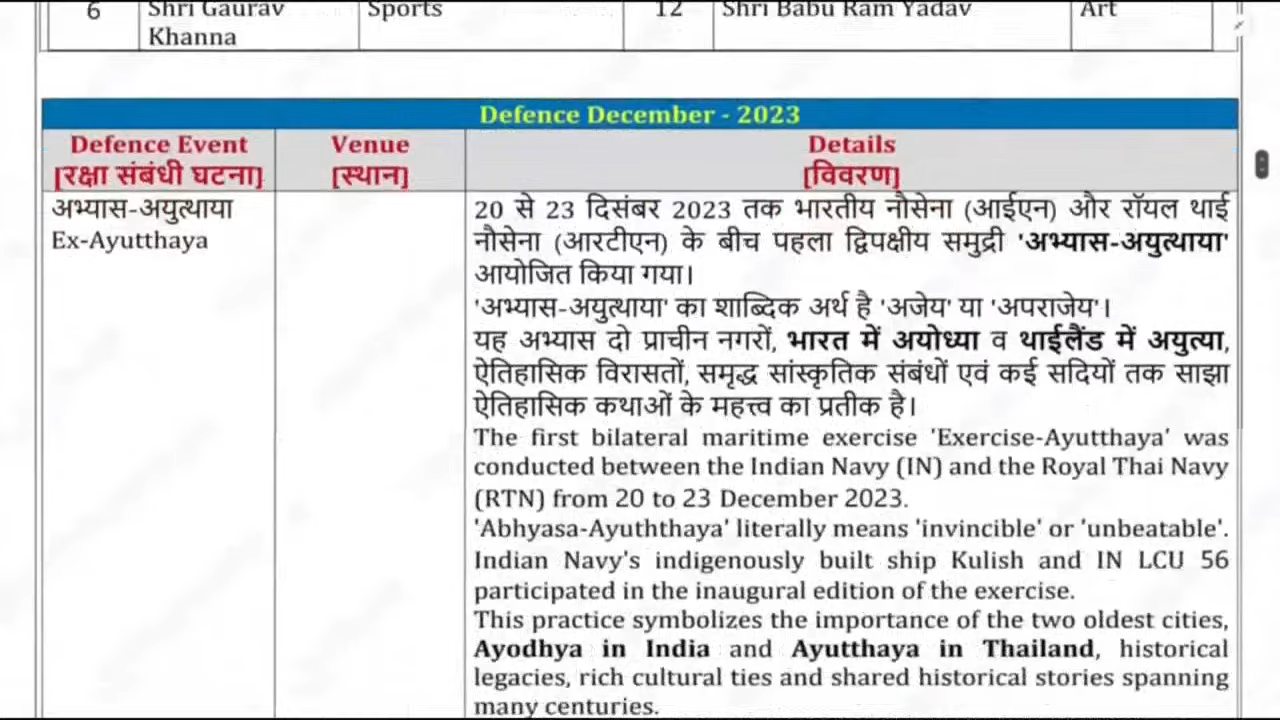 6 Shri Gaurav Khanna Sports 12 Shri Babu Ram Yadav Art
Defence December - 2023
Defence Event [रक्षा संबंधी घटना] Venue [स्थान] Details [विवरण]
अभ्यास-अयुत्थाया
Ex-Ayutthaya
20 से 23 दिसंबर 2023 तक भारतीय नौसेना (आईएन) और रॉयल थाई
नौसेना (आरटीएन) के बीच पहला द्विपक्षीय समुद्री 'अभ्यास-अयुत्थाया'
आयोजित किया गया।
'अभ्यास-अयुत्थाया' का शाब्दिक अर्थ है 'अजेय' या 'अपराजेय'।
यह अभ्यास दो प्राचीन नगरों, भारत में अयोध्या व थाईलैंड में अयुत्या,
ऐतिहासिक विरासतों, समृद्ध सांस्कृतिक संबंधों एवं कई सदियों तक साझा
ऐतिहासिक कथाओं के महत्त्व का प्रतीक है।
The first bilateral maritime exercise 'Exercise-Ayutthaya' was
conducted between the Indian Navy (IN) and the Royal Thai Navy
(RTN) from 20 to 23 December 2023.
'Abhyasa-Ayuththaya' literally means 'invincible' or 'unbeatable'.
Indian Navy's indigenously built ship Kulish and IN LCU 56
participated in the inaugural edition of the exercise.
This practice symbolizes the importance of the two oldest cities,
Ayodhya in India and Ayutthaya in Thailand, historical
legacies, rich cultural ties and shared historical stories spanning
many centuries.